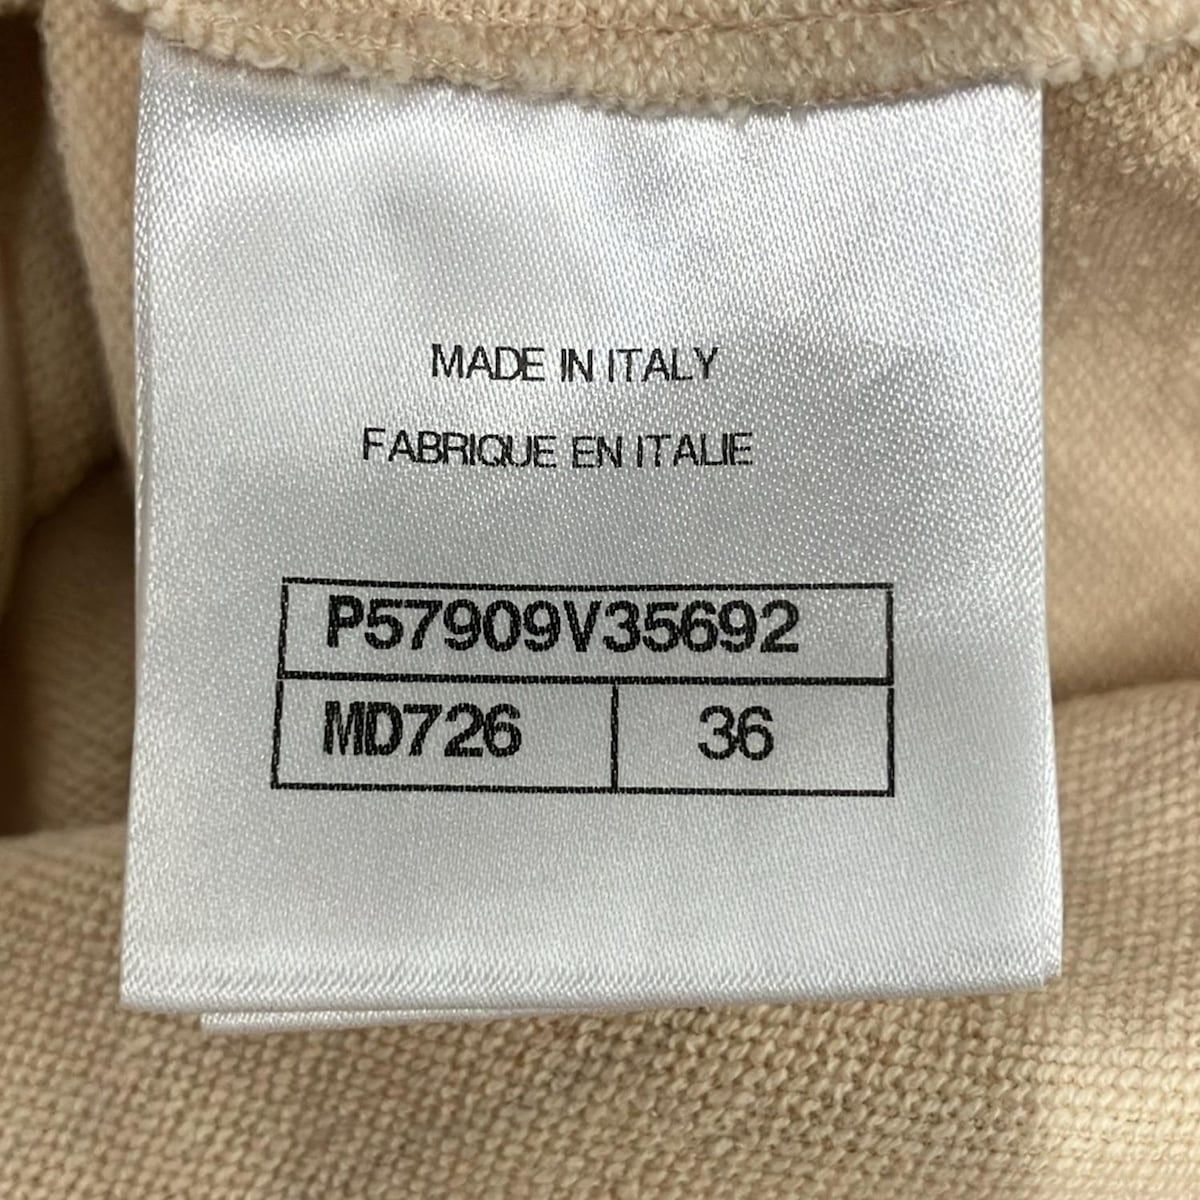 MADE IN ITALY
FABRIQUE EN ITALIE
P57909V35692
MD726 36